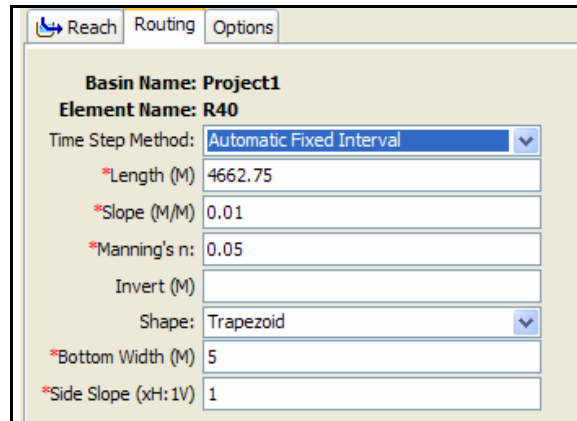 Reach Routing Options
Basin Name: Project1
Element Name: R40
Time Step Method: Automatic Fixed Interval
*Length (M) 4662.75
*Slope (M/M) 0.01
*Manning's n: 0.05
Invert (M)
Shape: Trapezoid
*Bottom Width (M) 5
*Side Slope (xH:1V) 1